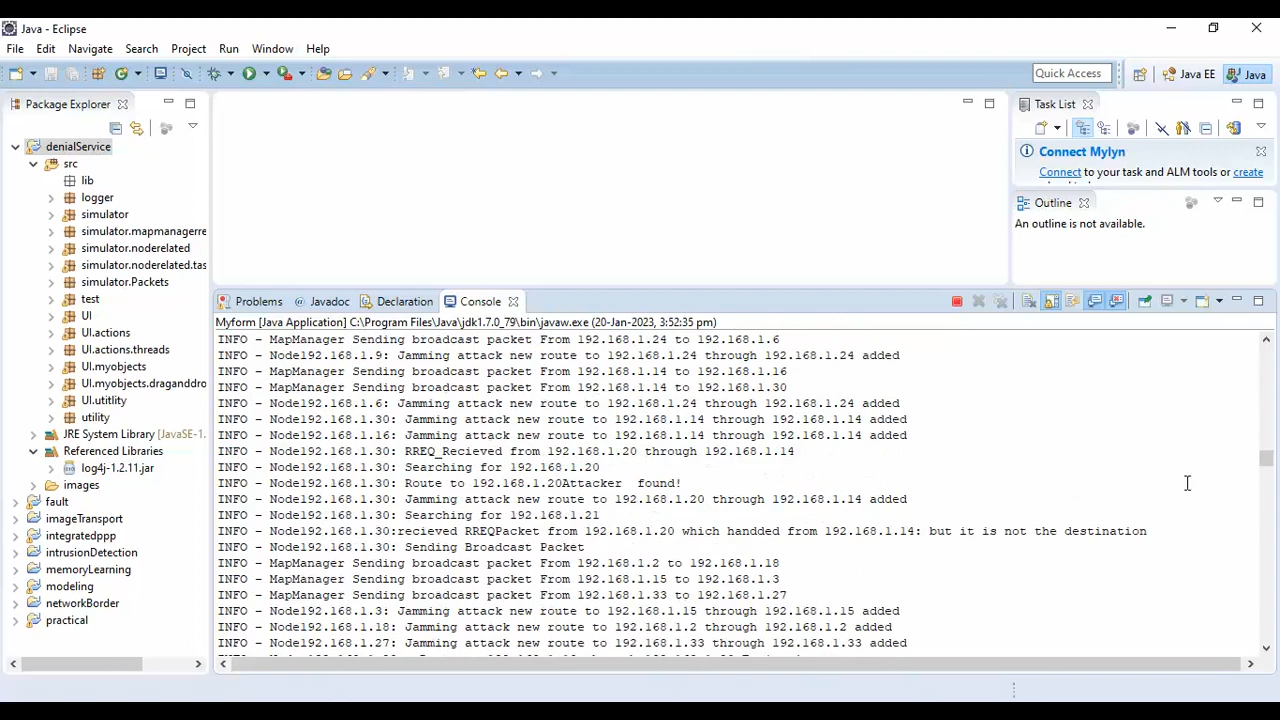 Java - Eclipse
File Edit Navigate Search Project Run Window Help
Quick Access
Java EE
Java
Package Explorer
denialService
src
lib
logger
simulator
simulator.mapmanagerre
simulator.noderelated
simulator.noderelated.tas
simulator.Packets
test
UI
UI.actions
UI.actions.threads
UI.myobjects
UI.myobjects.draganddro
UI.utitlity
utility
JRE System Library [JavaSE-1.
Referenced Libraries
log4j-1.2.11.jar
images
fault
imageTransport
integratedppp
intrusionDetection
memoryLearning
modeling
networkBorder
practical
Task List
Connect Mylyn
Connect to your task and ALM tools or create
Outline
An outline is not available.
Problems @ Javadoc Declaration Console
Myform [Java Application] C:\Program Files\Java\jdk1.7.0_79\bin\javaw.exe (20-Jan-2023, 3:52:35 pm)
INFO - MapManager Sending broadcast packet From 192.168.1.24 to 192.168.1.6
INFO - Node192.168.1.9: Jamming attack new route to 192.168.1.24 through 192.168.1.24 added
INFO - MapManager Sending broadcast packet From 192.168.1.14 to 192.168.1.16
INFO - MapManager Sending broadcast packet From 192.168.1.14 to 192.168.1.30
INFO - Node192.168.1.6: Jamming attack new route to 192.168.1.24 through 192.168.1.24 added
INFO - Node192.168.1.30: Jamming attack new route to 192.168.1.14 through 192.168.1.14 added
INFO - Node192.168.1.16: Jamming attack new route to 192.168.1.14 through 192.168.1.14 added
INFO - Node192.168.1.30: RREQ_Recieved from 192.168.1.20 through 192.168.1.14
INFO - Node192.168.1.30: Searching for 192.168.1.20
INFO - Node192.168.1.30: Route to 192.168.1.20Attacker  found!
INFO - Node192.168.1.30: Jamming attack new route to 192.168.1.20 through 192.168.1.14 added
INFO - Node192.168.1.30: Searching for 192.168.1.21
INFO - Node192.168.1.30:recieved RREQPacket from 192.168.1.20 which handded from 192.168.1.14: but it is not the destination
INFO - Node192.168.1.30: Sending Broadcast Packet
INFO - MapManager Sending broadcast packet From 192.168.1.2 to 192.168.1.18
INFO - MapManager Sending broadcast packet From 192.168.1.15 to 192.168.1.3
INFO - MapManager Sending broadcast packet From 192.168.1.33 to 192.168.1.27
INFO - Node192.168.1.3: Jamming attack new route to 192.168.1.15 through 192.168.1.15 added
INFO - Node192.168.1.18: Jamming attack new route to 192.168.1.2 through 192.168.1.2 added
INFO - Node192.168.1.27: Jamming attack new route to 192.168.1.33 through 192.168.1.33 added